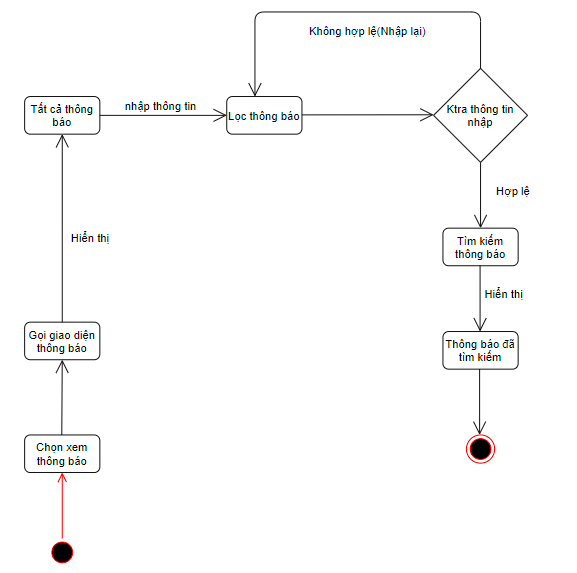 Không hợp lệ(Nhập lại)
Tất cả thông
báo
nhập thông tin
Lọc thông báo
Ktra thông tin
nhập
Hợp lệ
Hiển thị
Tìm kiếm
thông báo
Hiển thị
Gọi giao diện
thông báo
Thông báo đã
tìm kiếm
Chọn xem
thông báo